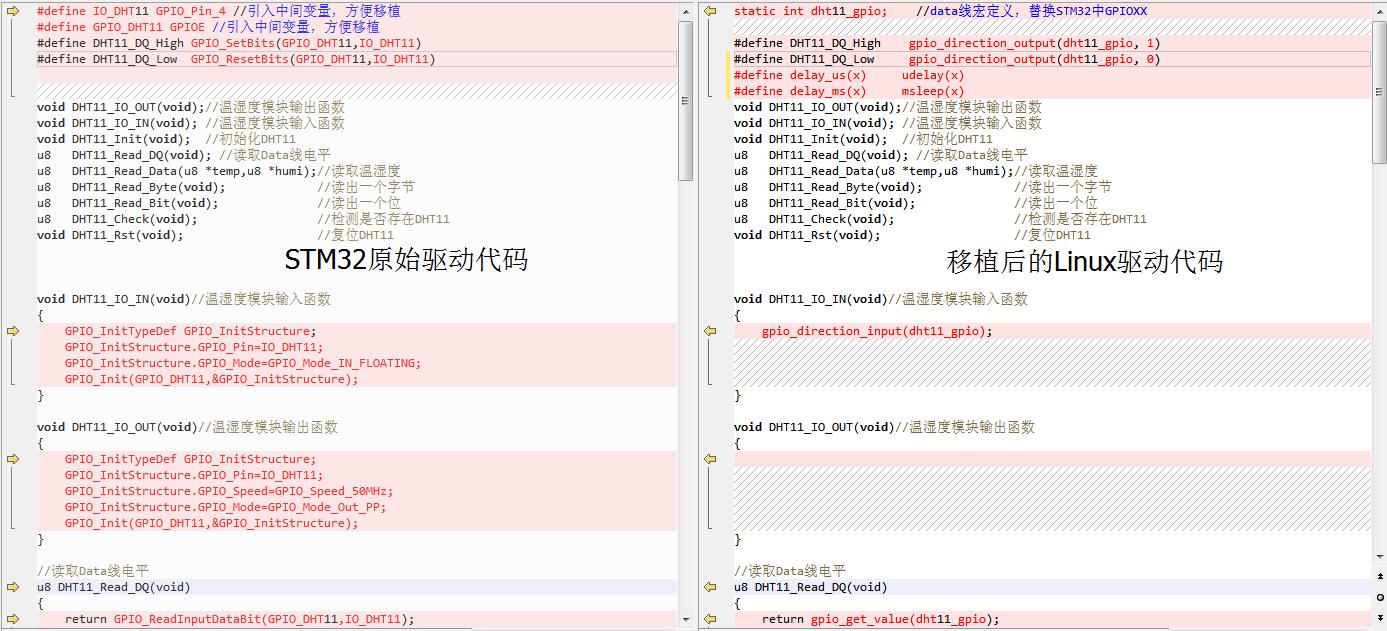 #define IO_DHT11 GPIO_Pin_4 //引入中间变量，方便移植
#define GPIO_DHT11 GPIOE //引入中间变量，方便移植
#define DHT11_DQ_High GPIO_SetBits(GPIO_DHT11,IO_DHT11)
#define DHT11_DQ_Low  GPIO_ResetBits(GPIO_DHT11,IO_DHT11)
void DHT11_IO_OUT(void);//温湿度模块输出函数
void DHT11_IO_IN(void); //温湿度模块输入函数
void DHT11_Init(void);  //初始化DHT11
u8   DHT11_Read_DQ(void); //读取Data线电平
u8   DHT11_Read_Data(u8 *temp,u8 *humi);//读取温湿度
u8   DHT11_Read_Byte(void);             //读出一个字节
u8   DHT11_Read_Bit(void);              //读出一个位
u8   DHT11_Check(void);                 //检测是否存在DHT11
void DHT11_Rst(void);                   //复位DHT11
STM32原始驱动代码
void DHT11_IO_IN(void)//温湿度模块输入函数
{
    GPIO_InitTypeDef GPIO_InitStructure;
    GPIO_InitStructure.GPIO_Pin=IO_DHT11;
    GPIO_InitStructure.GPIO_Mode=GPIO_Mode_IN_FLOATING;
    GPIO_Init(GPIO_DHT11,&GPIO_InitStructure);
}
void DHT11_IO_OUT(void)//温湿度模块输出函数
{
    GPIO_InitTypeDef GPIO_InitStructure;
    GPIO_InitStructure.GPIO_Pin=IO_DHT11;
    GPIO_InitStructure.GPIO_Speed=GPIO_Speed_50MHz;
    GPIO_InitStructure.GPIO_Mode=GPIO_Mode_Out_PP;
    GPIO_Init(GPIO_DHT11,&GPIO_InitStructure);
}
//读取Data线电平
u8 DHT11_Read_DQ(void)
{
    return GPIO_ReadInputDataBit(GPIO_DHT11,IO_DHT11);
static int dht11_gpio;    //data线宏定义，替换STM32中GPIOXX
#define DHT11_DQ_High    gpio_direction_output(dht11_gpio, 1)
#define DHT11_DQ_Low     gpio_direction_output(dht11_gpio, 0)
#define delay_us(x)     udelay(x)
#define delay_ms(x)     msleep(x)
void DHT11_IO_OUT(void);//温湿度模块输出函数
void DHT11_IO_IN(void); //温湿度模块输入函数
void DHT11_Init(void);  //初始化DHT11
u8   DHT11_Read_DQ(void); //读取Data线电平
u8   DHT11_Read_Data(u8 *temp,u8 *humi);//读取温湿度
u8   DHT11_Read_Byte(void);             //读出一个字节
u8   DHT11_Read_Bit(void);              //读出一个位
u8   DHT11_Check(void);                 //检测是否存在DHT11
void DHT11_Rst(void);                   //复位DHT11
移植后的Linux驱动代码
void DHT11_IO_IN(void)//温湿度模块输入函数
{
    gpio_direction_input(dht11_gpio);
}
void DHT11_IO_OUT(void)//温湿度模块输出函数
{
}
//读取Data线电平
u8 DHT11_Read_DQ(void)
{
    return gpio_get_value(dht11_gpio);